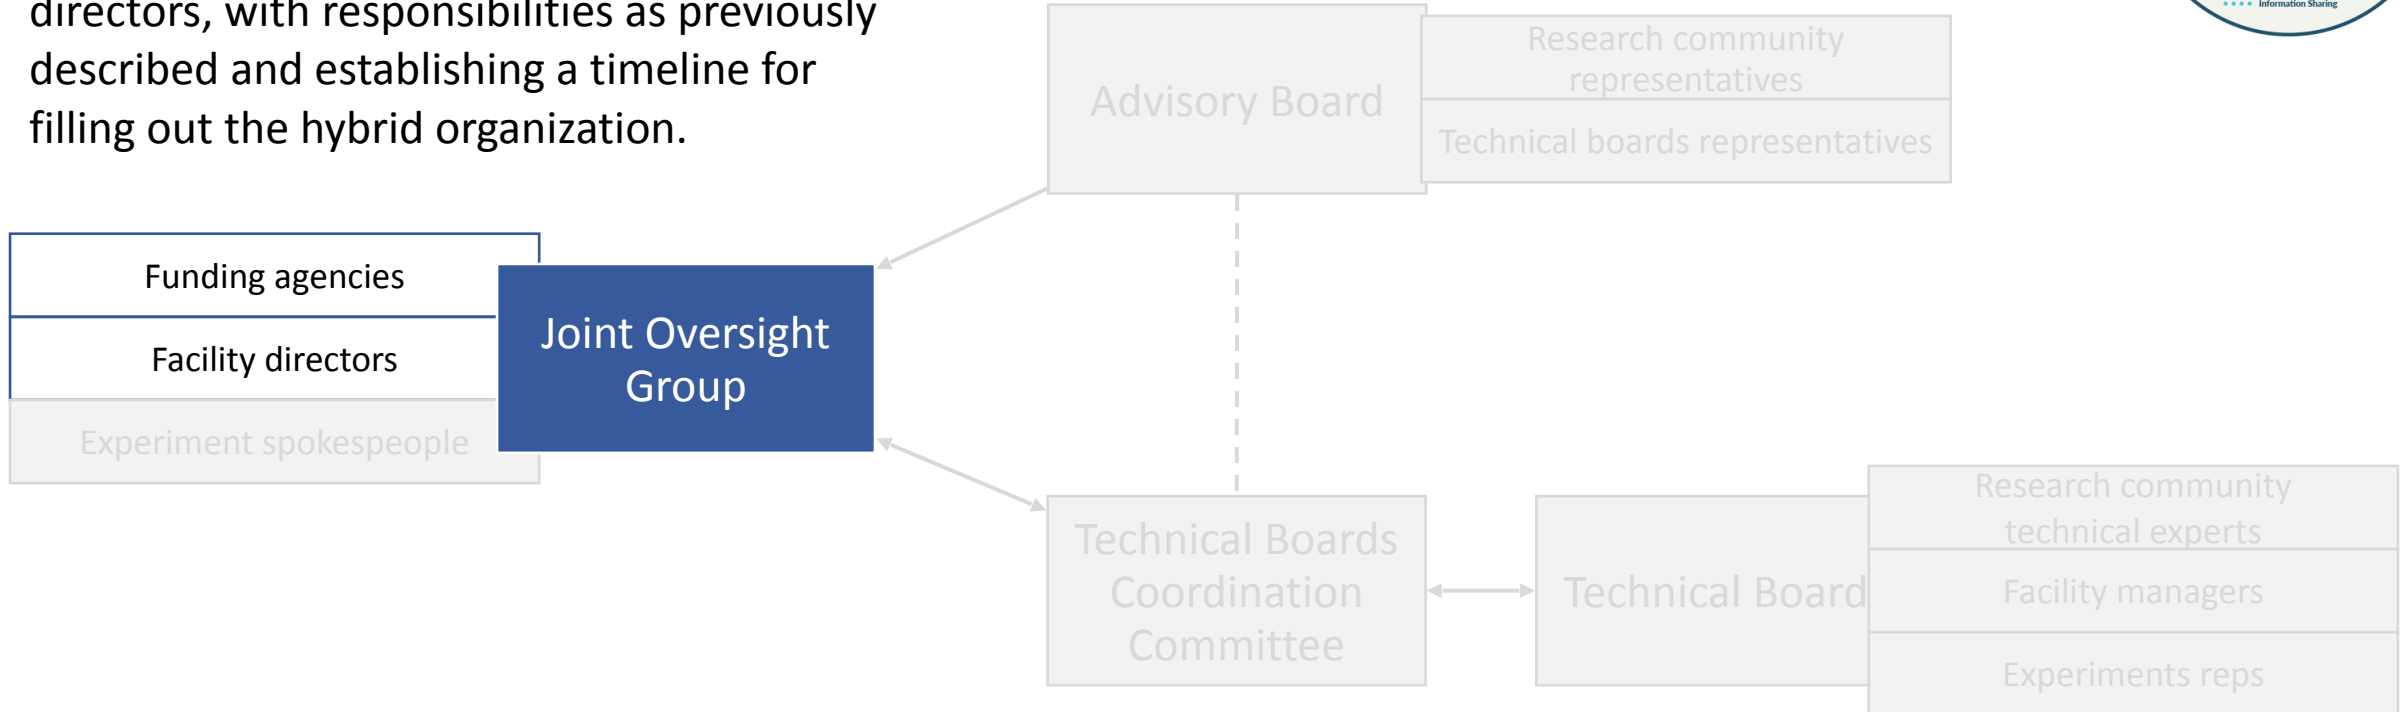 directors, with responsibilities as previously
described and establishing a timeline for
filling out the hybrid organization.
Information Sharing
Advisory Board
Research community
representatives
Technical boards representatives
Funding agencies
Facility directors
Experiment spokespeople
Joint Oversight
Group
Technical Boards
Coordination
Committee
Technical Board
Research community
technical experts
Facility managers
Experiments reps